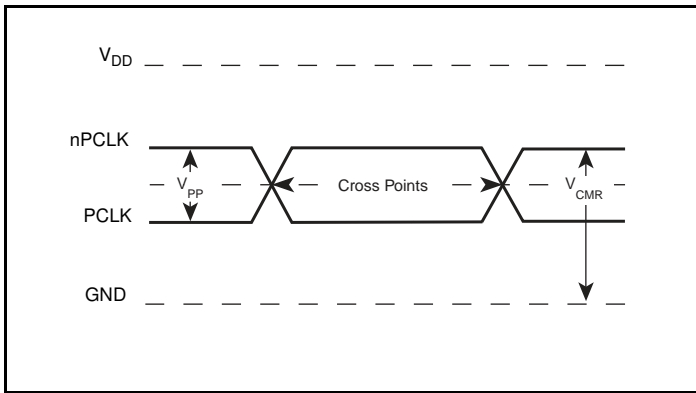 VDD
nPCLK
VPP
Cross Points
VCMR
PCLK
GND